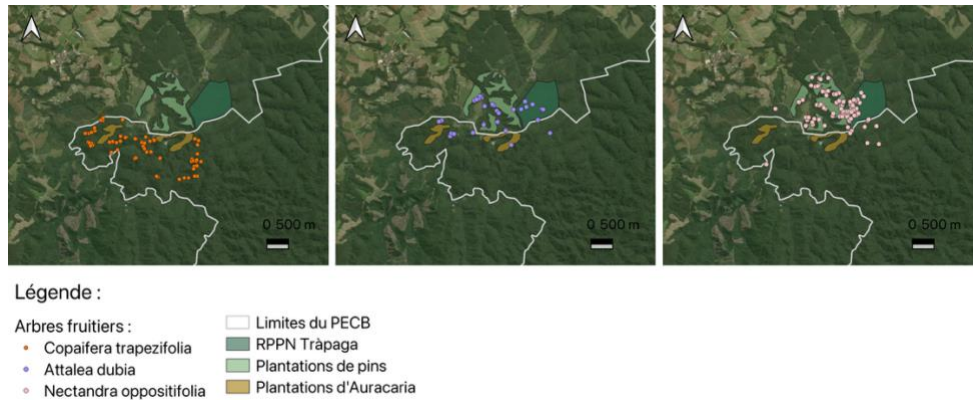 0 500 m
0 500 m
0 500 m
Légende :
Arbres fruitiers :
Copaifera trapezifolia
Attalea dubia
Nectandra oppositifolia
Limites du PECB
RPPN Tràpaga
Plantations de pins
Plantations d'Auracaria